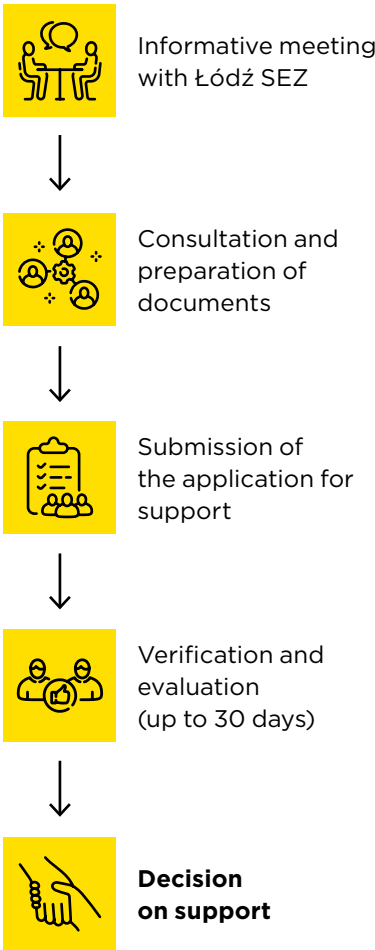 Informative meeting
with Łódź SEZ
Consultation and
preparation of
documents
Submission of
the application for
support
Verification and
evaluation
(up to 30 days)
Decision
on support